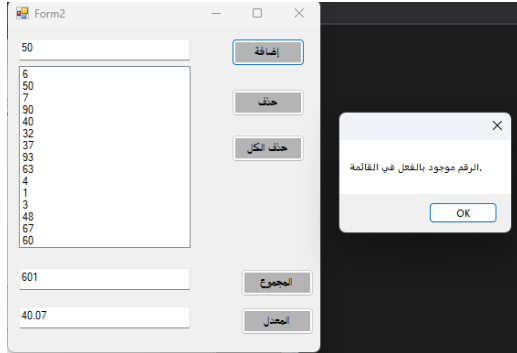 Form2
50
إضافة
6
50
7
90
40
32
37
93
63
4
1
3
48
67
60
حذف
حذف الكل
601
المجموع
40.07
المعدل
الرقم موجود بالفعل في القائمة.
OK